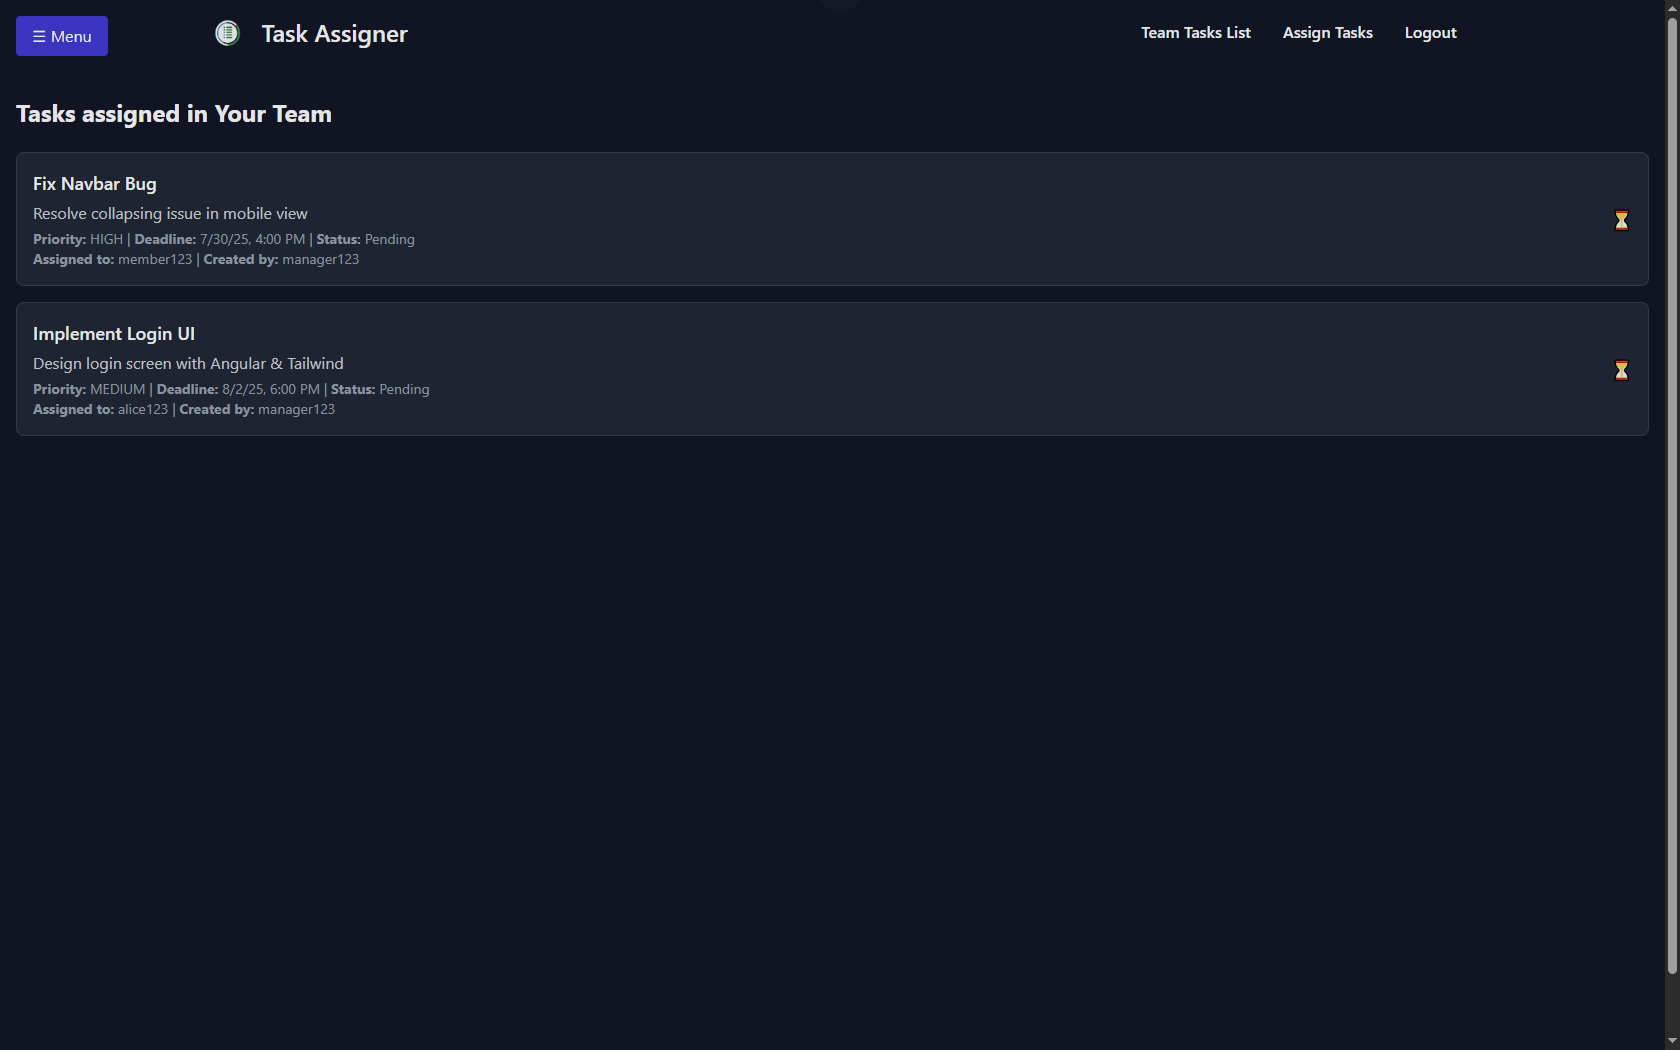 ☰ Menu
Task Assigner
Team Tasks List
Assign Tasks
Logout
Tasks assigned in Your Team
Fix Navbar Bug
Resolve collapsing issue in mobile view
Priority: HIGH | Deadline: 7/30/25, 4:00 PM | Status: Pending
Assigned to: member123 | Created by: manager123
Implement Login UI
Design login screen with Angular & Tailwind
Priority: MEDIUM | Deadline: 8/2/25, 6:00 PM | Status: Pending
Assigned to: alice123 | Created by: manager123